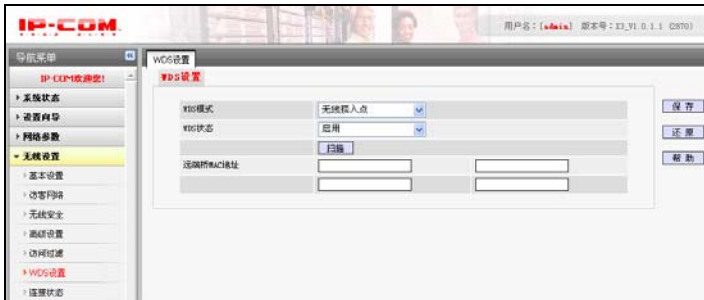 IP-COM
用户名：[admin] 版本号：X3_V1.0.1.1 (2870)
导航菜单
IP-COM欢迎您！
系统状态
设置向导
网络参数
无线设置
基本设置
访客网络
无线安全
高级设置
访问过滤
WDS设置
连接状态
WDS设置
WDS设置
WDS模式
无线接入点
WDS状态
启用
扫描
远端桥MAC地址
保存
还原
帮助